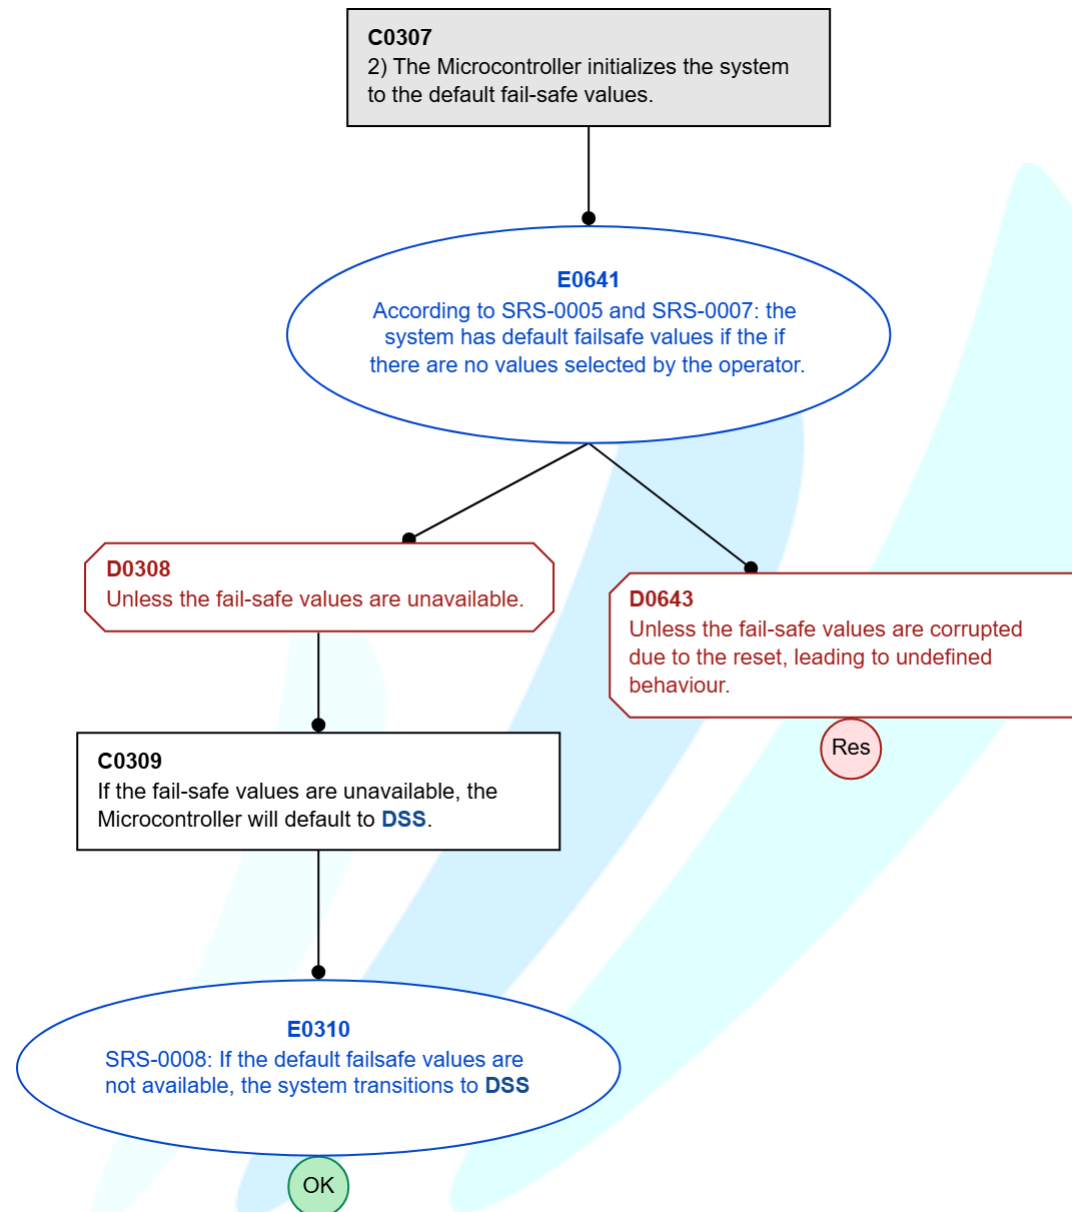 C0307
2) The Microcontroller initializes the system
to the default fail-safe values.
E0641
According to SRS-0005 and SRS-0007: the
system has default failsafe values if the if
there are no values selected by the operator.
D0308
Unless the fail-safe values are unavailable.
D0643
Unless the fail-safe values are corrupted
due to the reset, leading to undefined
behaviour.
Res
C0309
If the fail-safe values are unavailable, the
Microcontroller will default to DSS.
E0310
SRS-0008: If the default failsafe values are
not available, the system transitions to DSS
OK